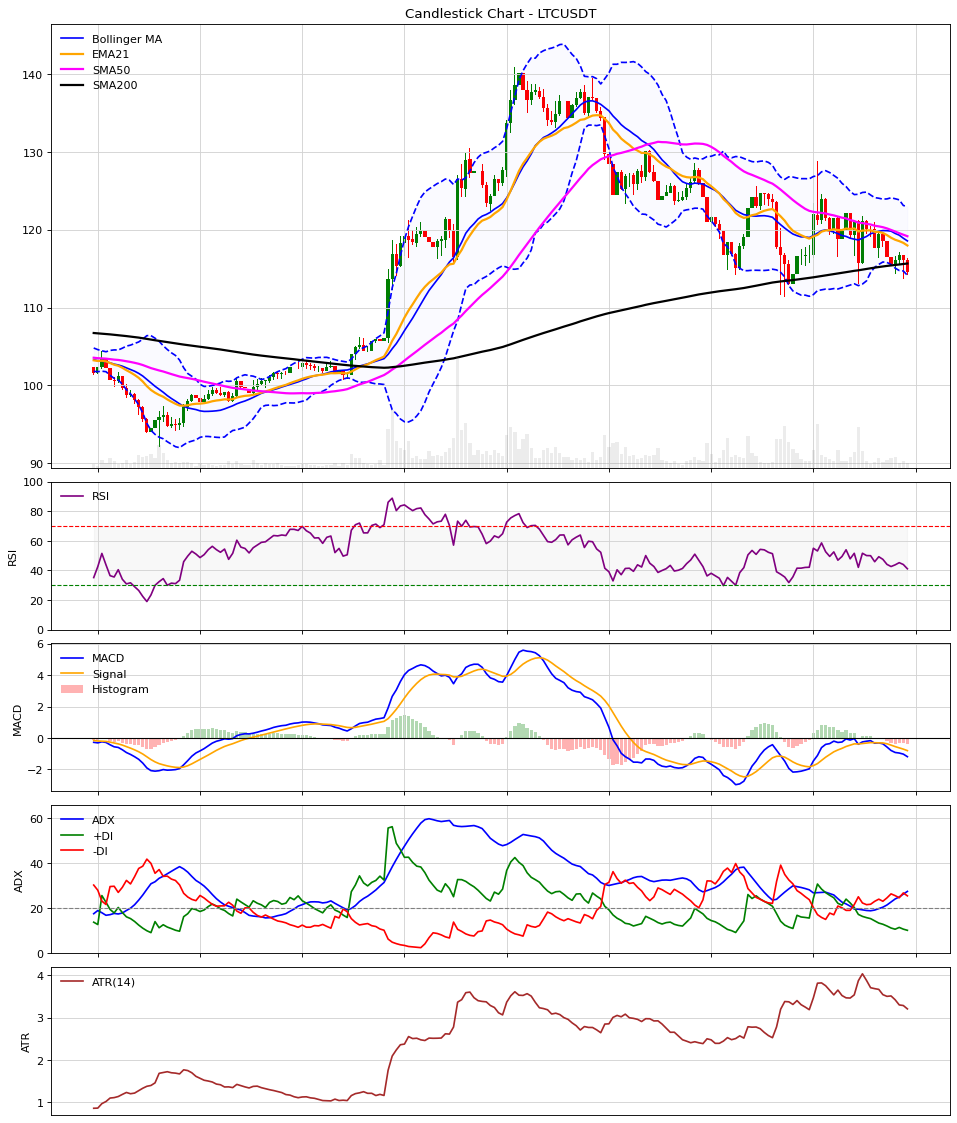 Candlestick Chart - LTCUSDT
Bollinger MA
EMA21
SMA50
SMA200
140
130
120
110
100
90
RSI
100
80
60
40
20
0
RSI
MACD
Signal
Histogram
6
4
2
0
−2
MACD
ADX
+DI
-DI
60
40
20
0
ADX
ATR(14)
4
3
2
1
ATR